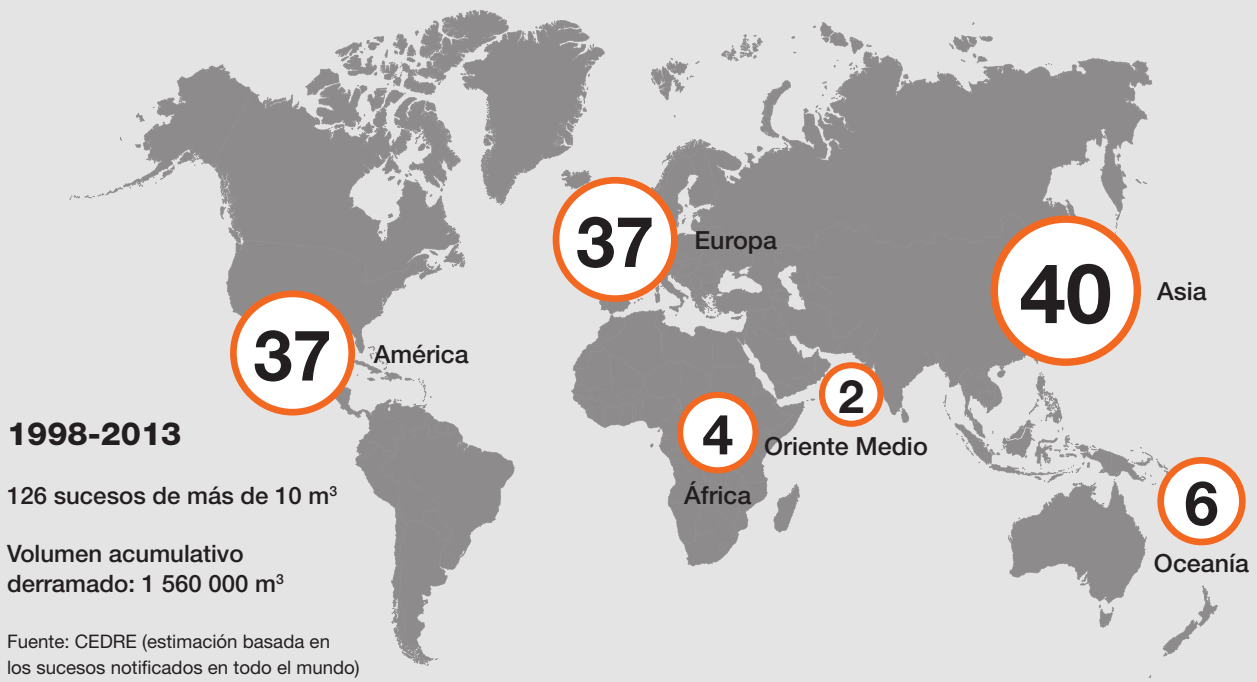 37
Europa
40
Asia
37
América
2
Oriente Medio
4
África
6
Oceanía
1998-2013
126 sucesos de más de 10 m³
Volumen acumulativo
derramado: 1 560 000 m³
Fuente: CEDRE (estimación basada en
los sucesos notificados en todo el mundo)